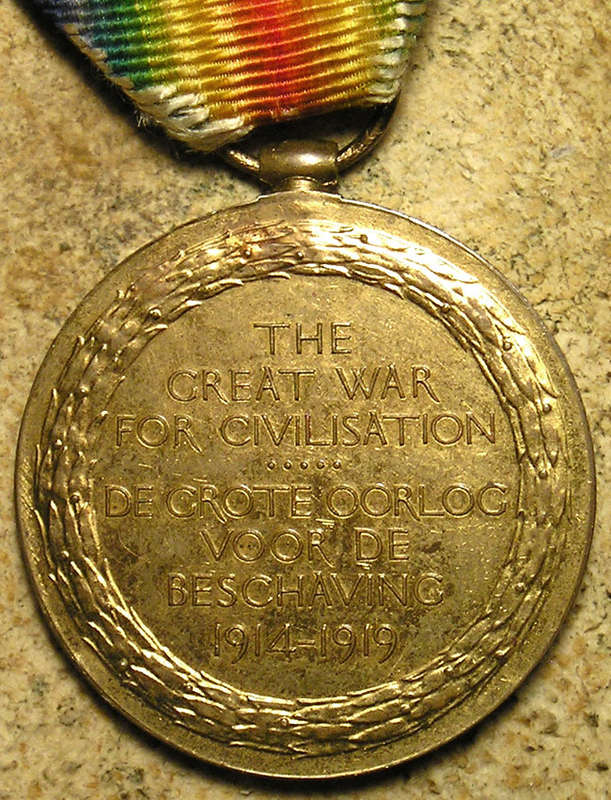 THE
GREAT WAR
FOR CIVILISATION
DE GROTE OORLOG
VOOR DE
BESCHAVING
1914-1919